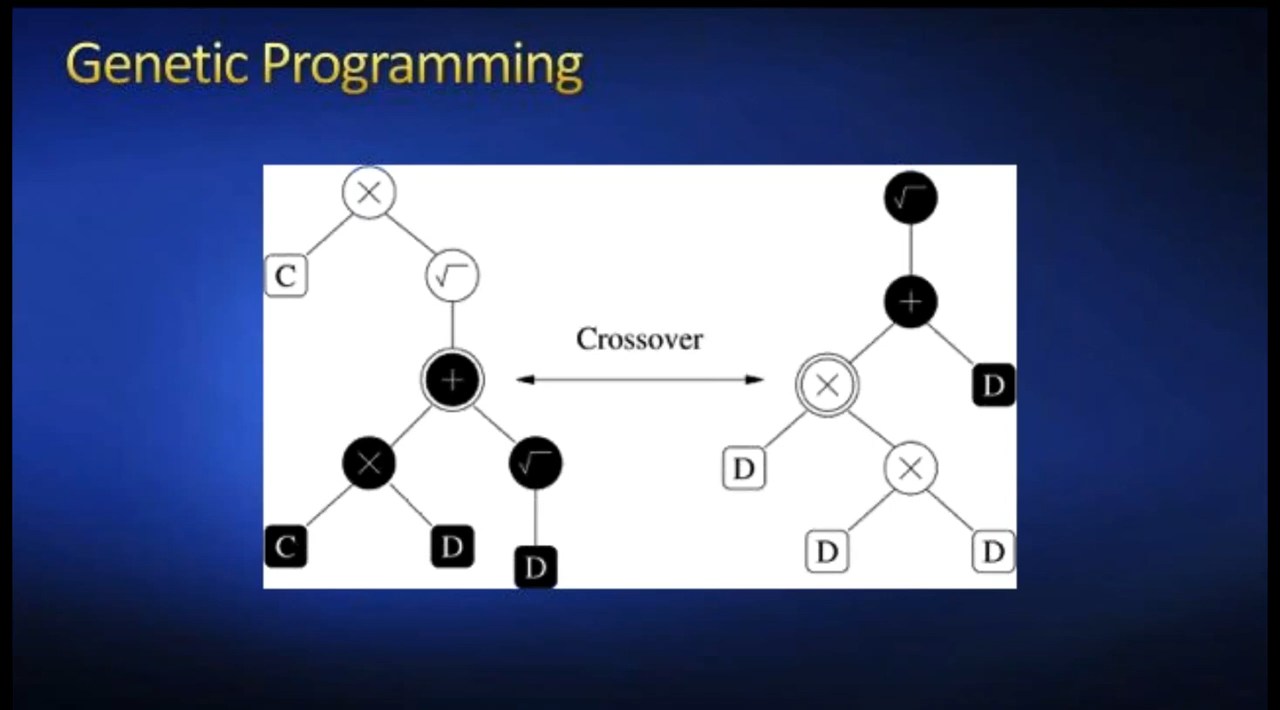 Genetic Programming
×
√
C
√
+
Crossover
+
×
D
×
√
D
×
C
D
D
D
D